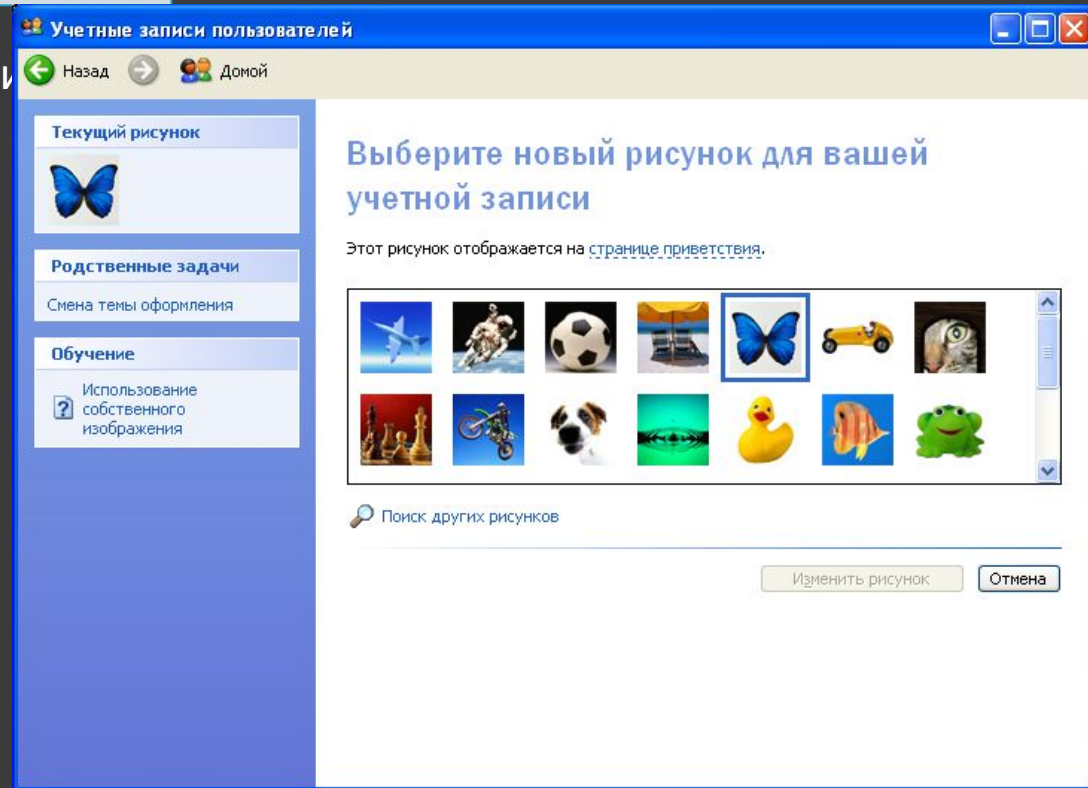 Учетные записи пользователей
Назад Домой
Текущий рисунок
Родственные задачи
Смена темы оформления
Обучение
Использование
собственного
изображения
Выберите новый рисунок для вашей
учетной записи
Этот рисунок отображается на странице приветствия.
Поиск других рисунков
Изменить рисунок Отмена